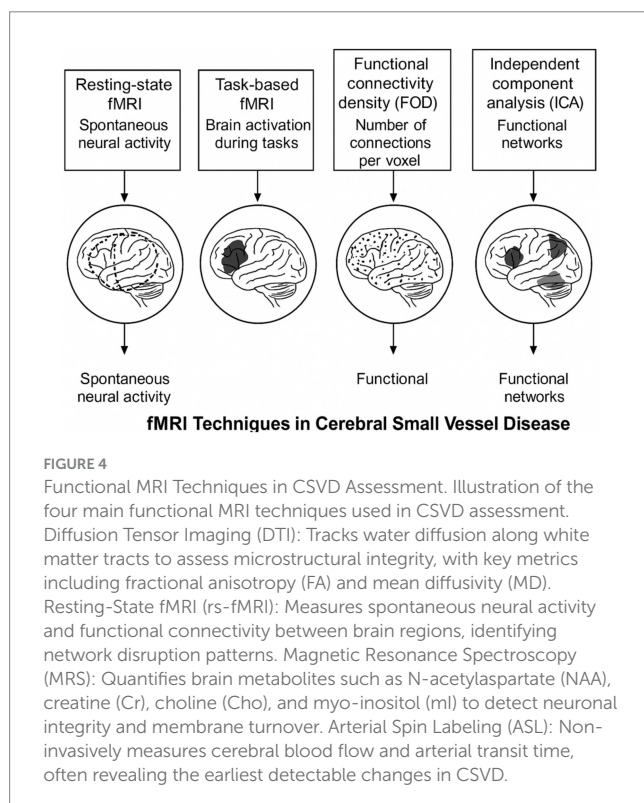 Resting-state
fMRI
Spontaneous
neural activity
Task-based
fMRI
Brain activation
during tasks
Functional
connectivity
density (FOD)
Number of
connections
per voxel
Independent
component
analysis (ICA)
Functional
networks
Spontaneous
neural activity
Functional
Functional
networks
fMRI Techniques in Cerebral Small Vessel Disease
FIGURE 4
Functional MRI Techniques in CSVD Assessment. Illustration of the
four main functional MRI techniques used in CSVD assessment.
Diffusion Tensor Imaging (DTI): Tracks water diffusion along white
matter tracts to assess microstructural integrity, with key metrics
including fractional anisotropy (FA) and mean diffusivity (MD).
Resting-State fMRI (rs-fMRI): Measures spontaneous neural activity
and functional connectivity between brain regions, identifying
network disruption patterns. Magnetic Resonance Spectroscopy
(MRS): Quantifies brain metabolites such as N-acetylaspartate (NAA),
creatine (Cr), choline (Cho), and myo-inositol (mI) to detect neuronal
integrity and membrane turnover. Arterial Spin Labeling (ASL): Non-
invasively measures cerebral blood flow and arterial transit time,
often revealing the earliest detectable changes in CSVD.